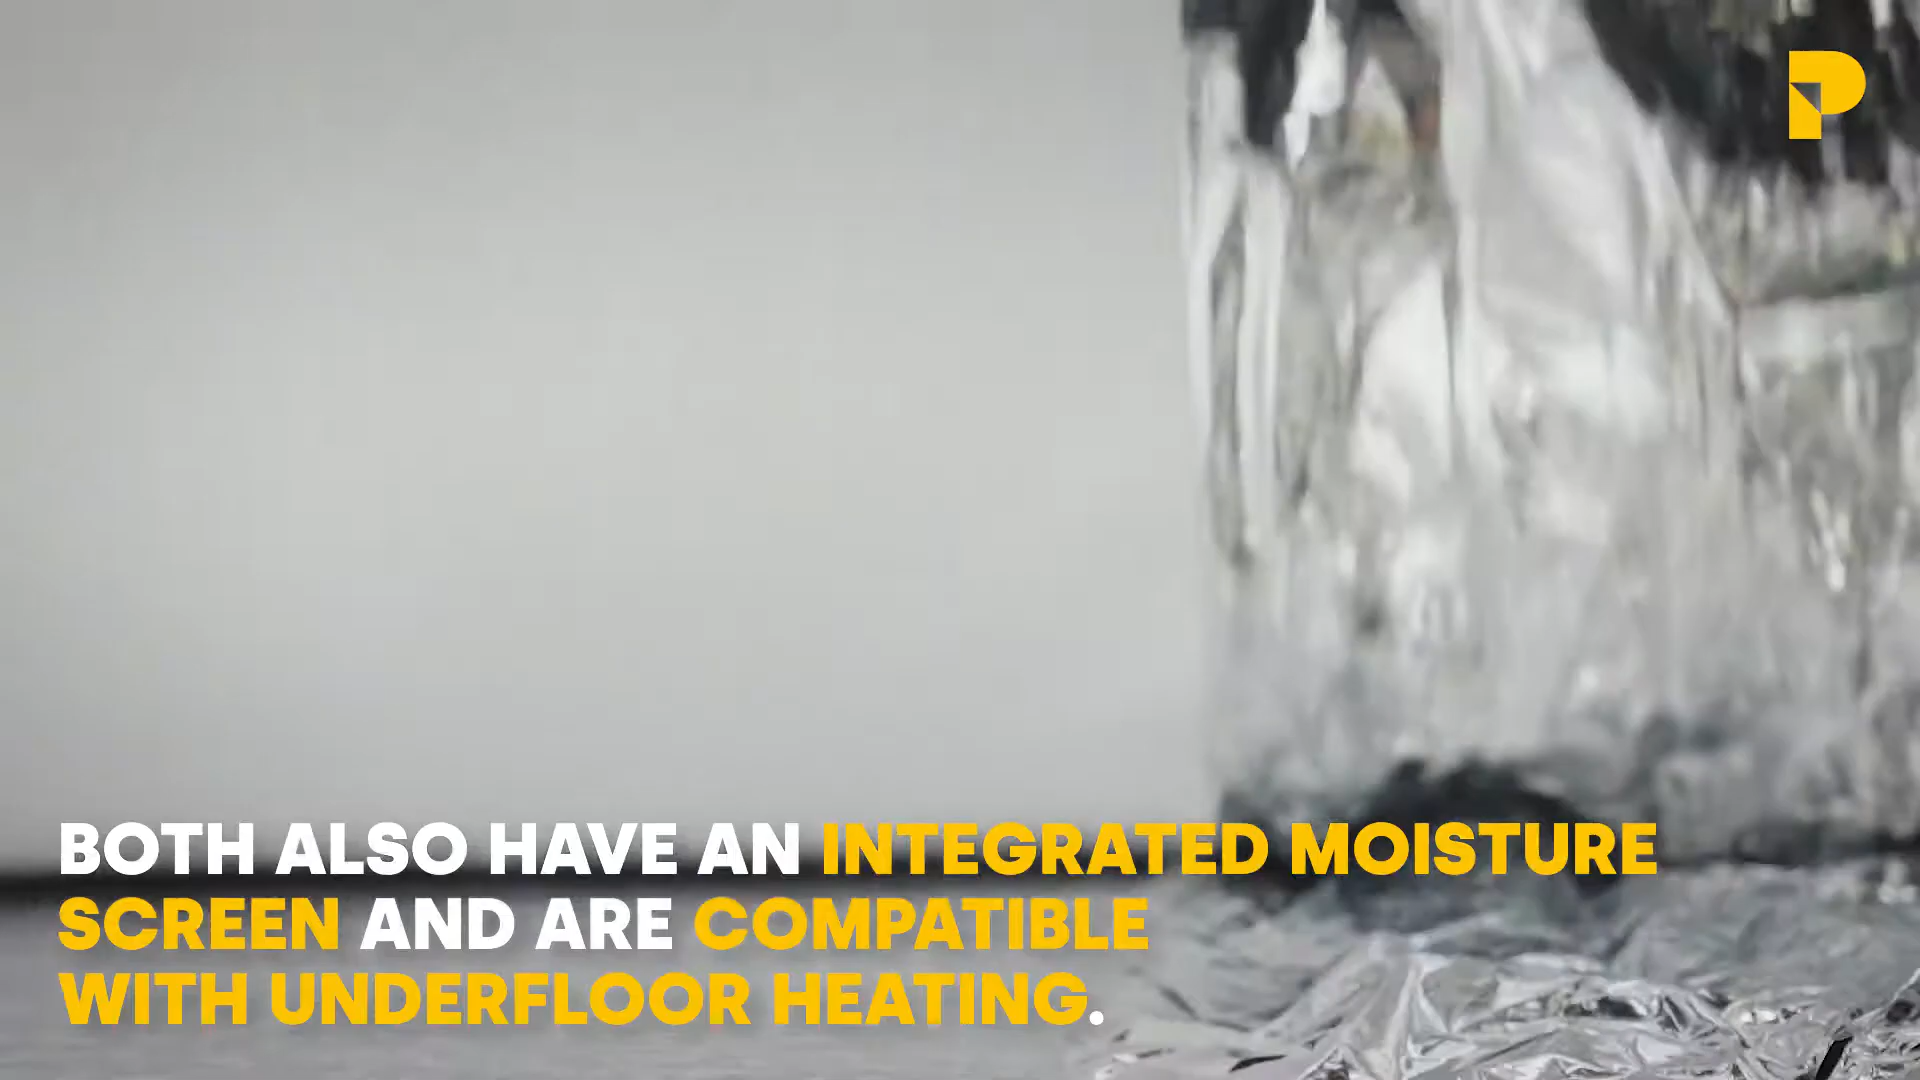 BOTH ALSO HAVE AN INTEGRATED MOISTURE
SCREEN AND ARE COMPATIBLE
WITH UNDERFLOOR HEATING.